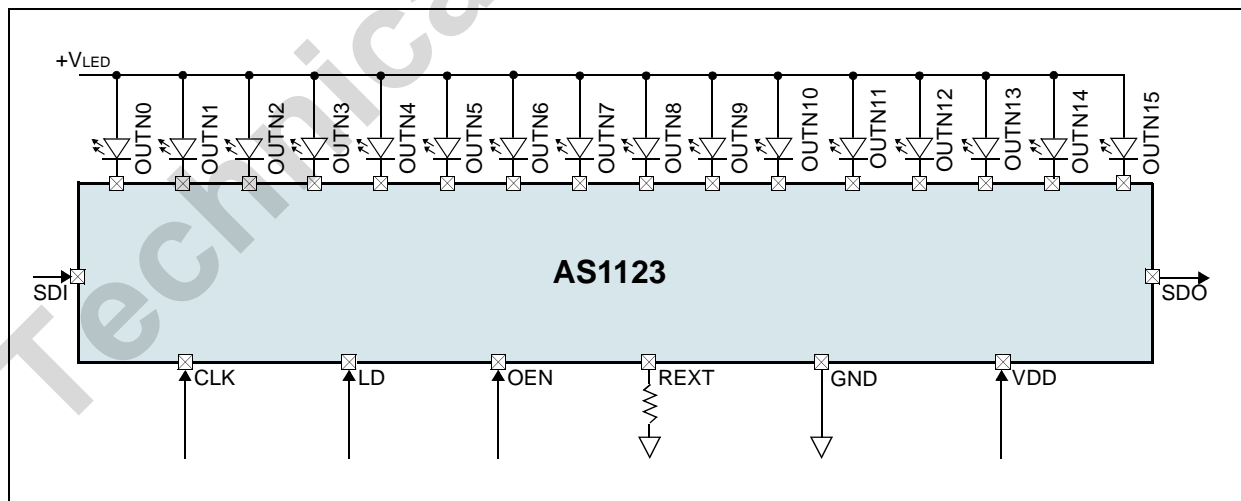 +VLED
OUTN0
OUTN1
OUTN2
OUTN3
OUTN4
OUTN5
OUTN6
OUTN7
OUTN8
OUTN9
OUTN10
OUTN11
OUTN12
OUTN13
OUTN14
OUTN15
AS1123
SDI
SDO
CLK
LD
OEN
REXT
GND
VDD
Technica